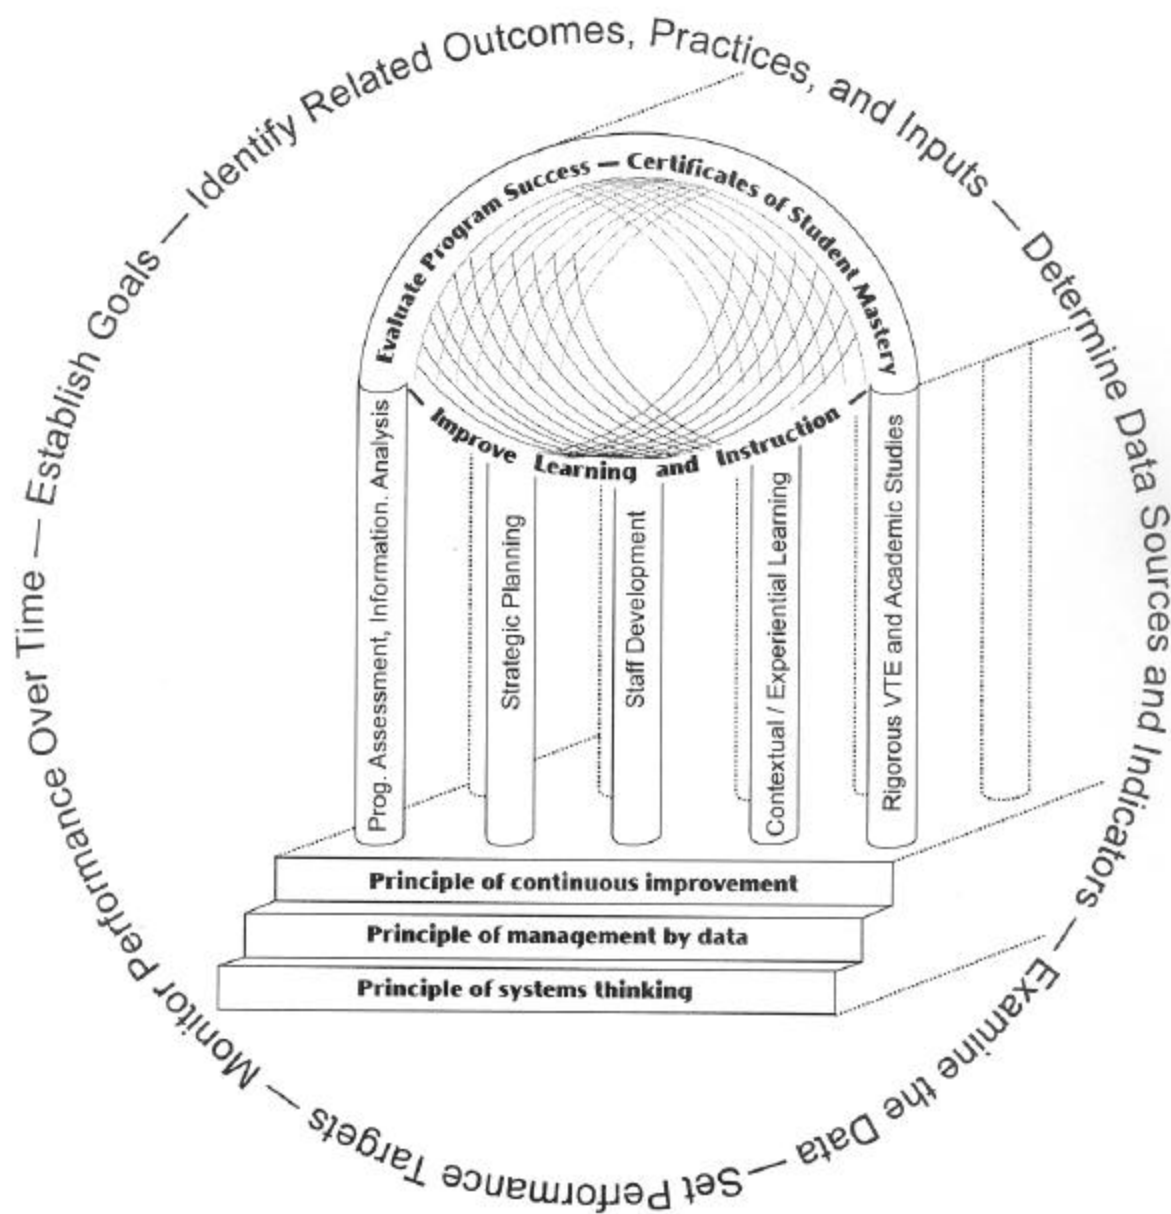 Establish Goals — Identify Related Outcomes, Practices, and Inputs — Determine Data Sources and Indicators — Examine the Data — Set Performance Targets — Monitor Performance Over Time —
Evaluate Program Success — Certificates of Student Mastery
— Improve Learning and Instruction —
Prog. Assessment, Information. Analysis
Strategic Planning
Staff Development
Contextual / Experiential Learning
Rigorous VTE and Academic Studies
Principle of continuous improvement
Principle of management by data
Principle of systems thinking